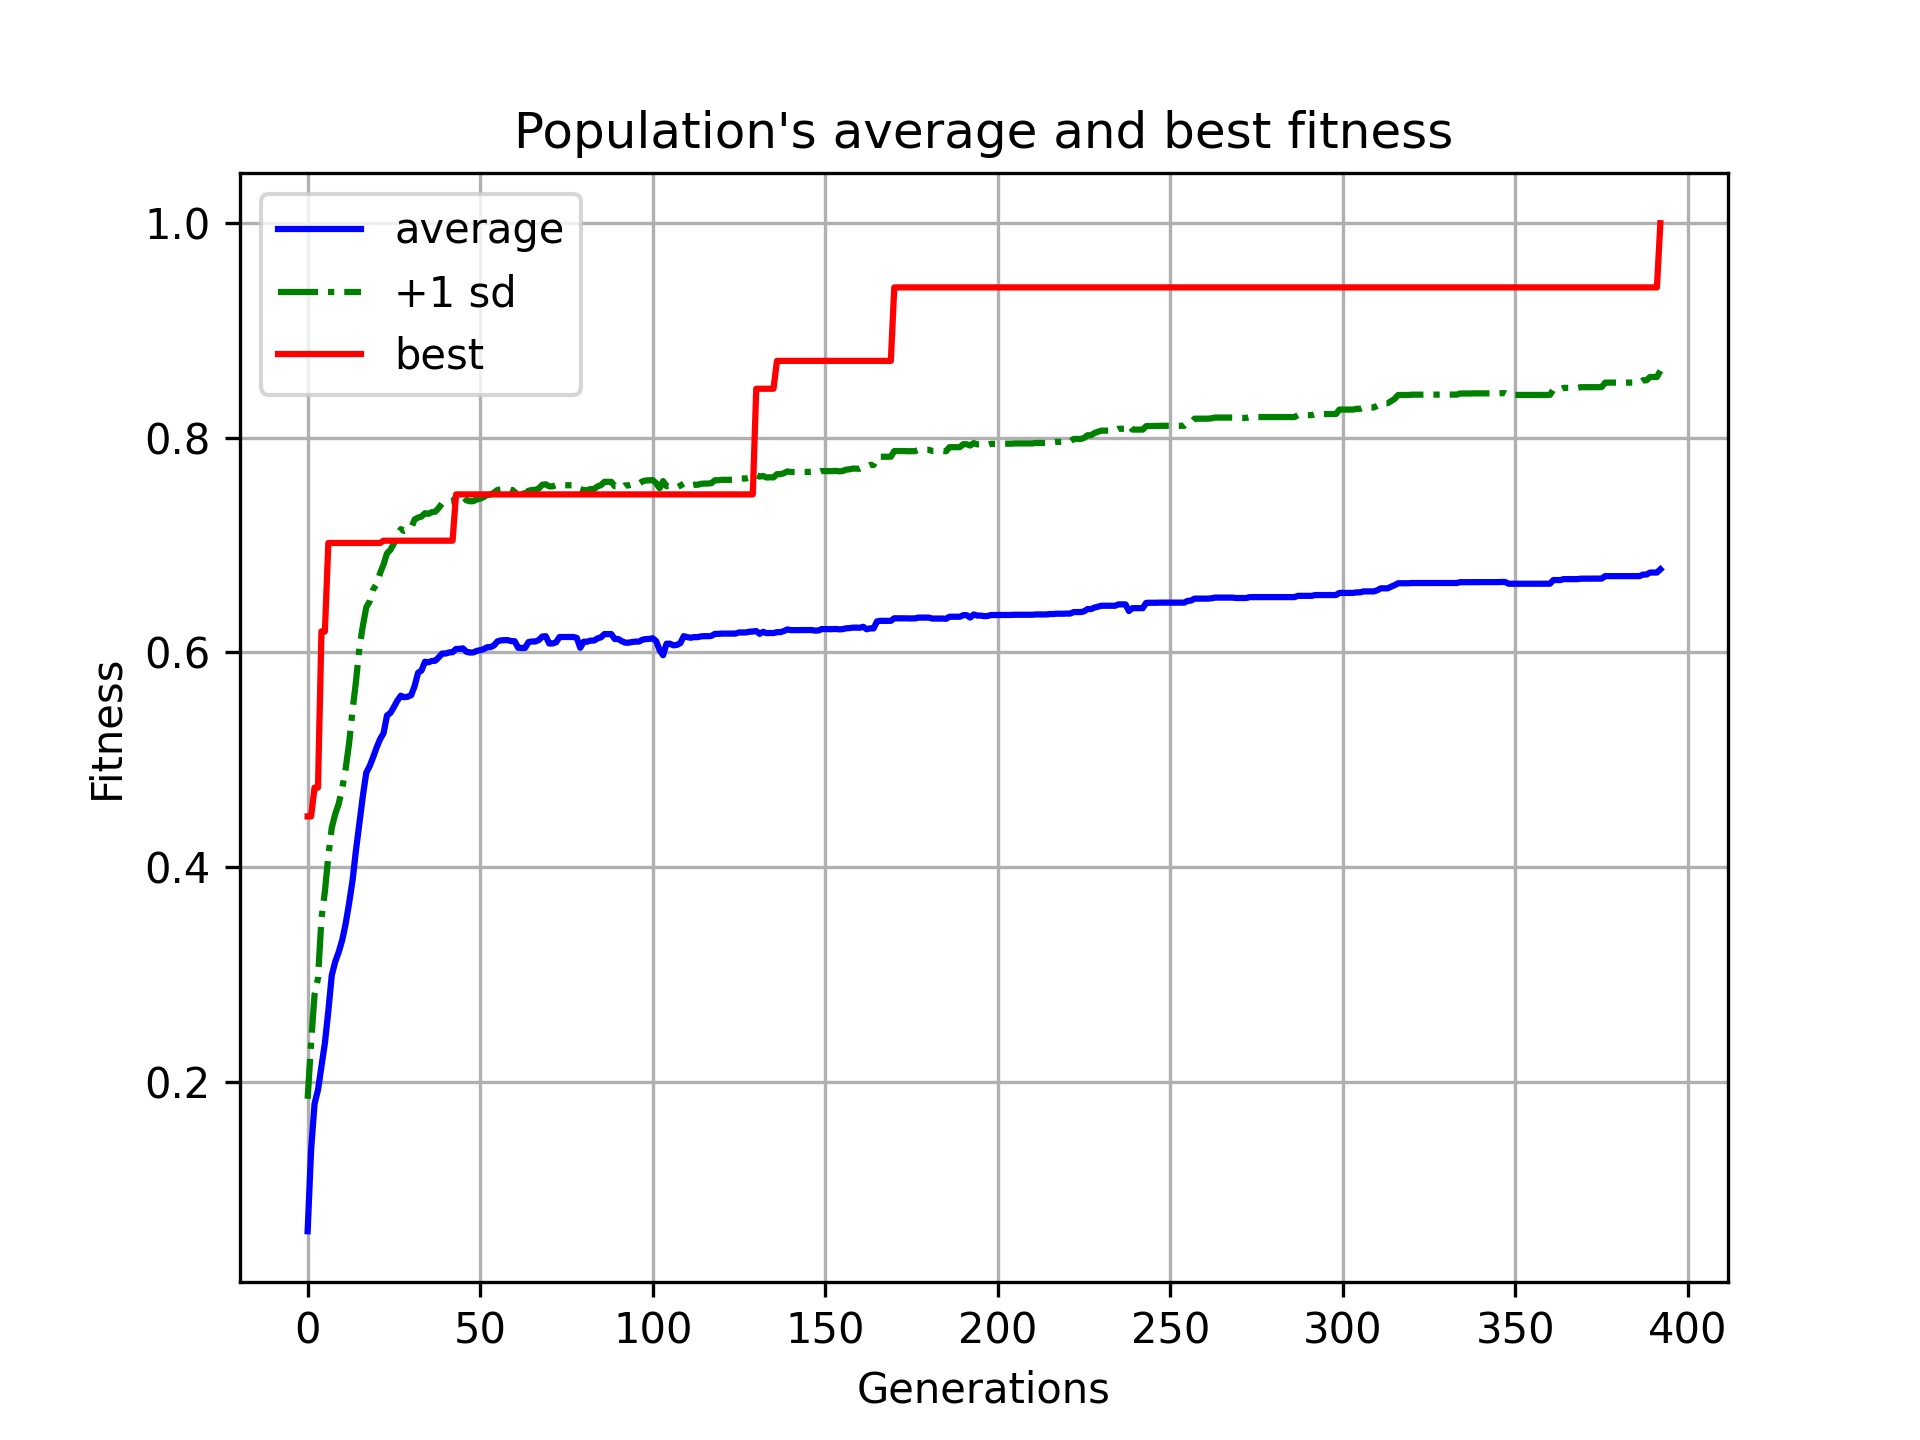 Population's average and best fitness
average
+1 sd
best
1.0
0.8
0.6
0.4
0.2
Fitness
0 50 100 150 200 250 300 350 400
Generations